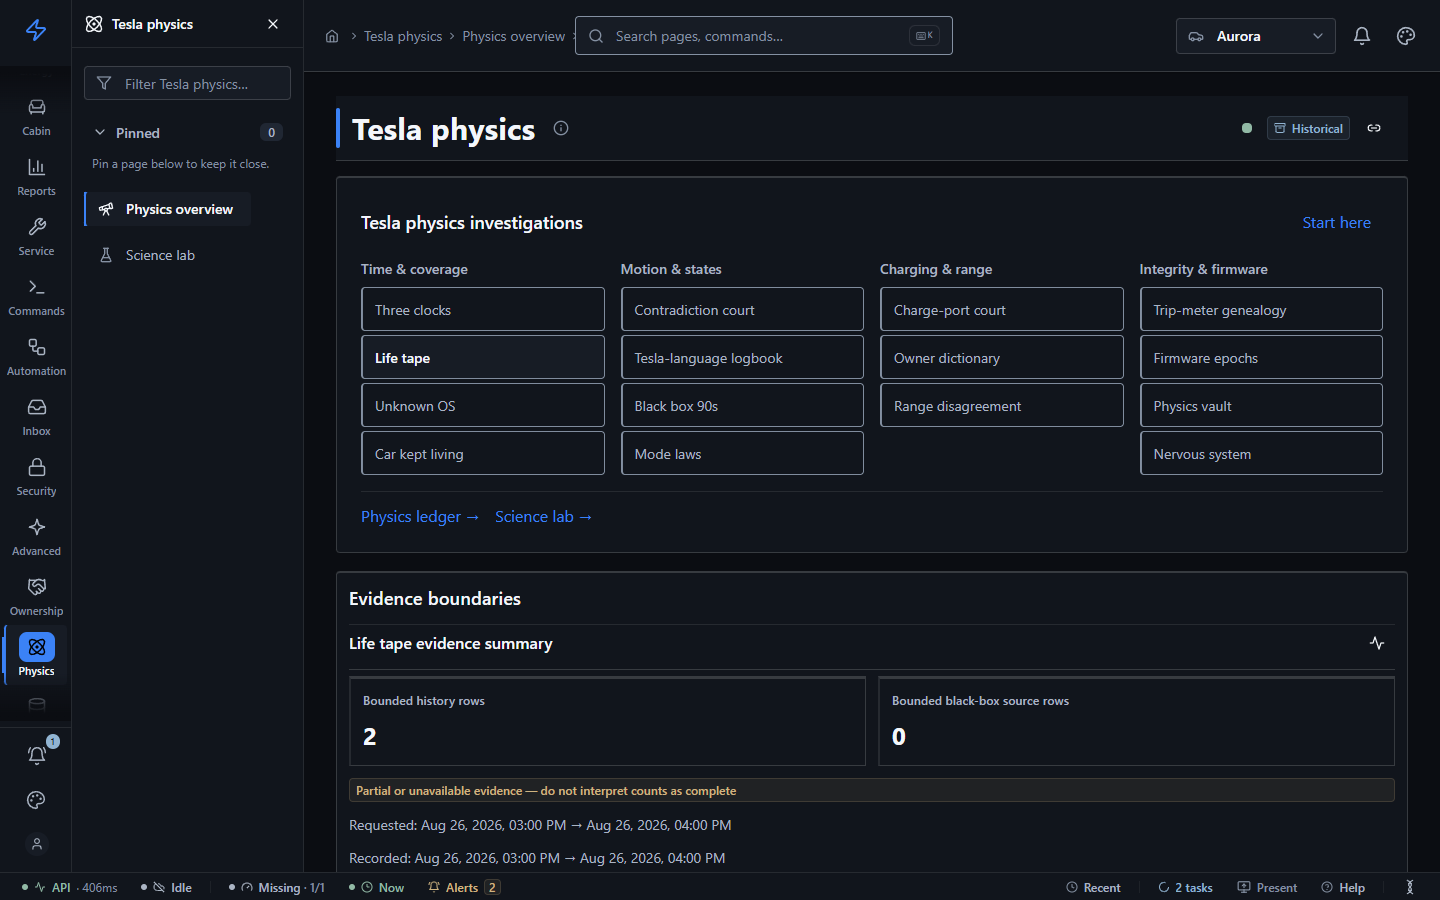 Tesla physics
Filter Tesla physics...
Pinned
0
Pin a page below to keep it close.
Physics overview
Science lab
Cabin
Reports
Service
Commands
Automation
Inbox
Security
Advanced
Ownership
Physics
1
Tesla physics
Physics overview
Search pages, commands...
K
Aurora
Tesla physics
Historical
Tesla physics investigations
Start here
Time & coverage
Three clocks
Life tape
Unknown OS
Car kept living
Motion & states
Contradiction court
Tesla-language logbook
Black box 90s
Mode laws
Charging & range
Charge-port court
Owner dictionary
Range disagreement
Integrity & firmware
Trip-meter genealogy
Firmware epochs
Physics vault
Nervous system
Physics ledger →
Science lab →
Evidence boundaries
Life tape evidence summary
Bounded history rows
2
Bounded black-box source rows
0
Partial or unavailable evidence — do not interpret counts as complete
Requested: Aug 26, 2026, 03:00 PM → Aug 26, 2026, 04:00 PM
Recorded: Aug 26, 2026, 03:00 PM → Aug 26, 2026, 04:00 PM
API · 406ms
Idle
Missing · 1/1
Now
Alerts 2
Recent
2 tasks
Present
Help